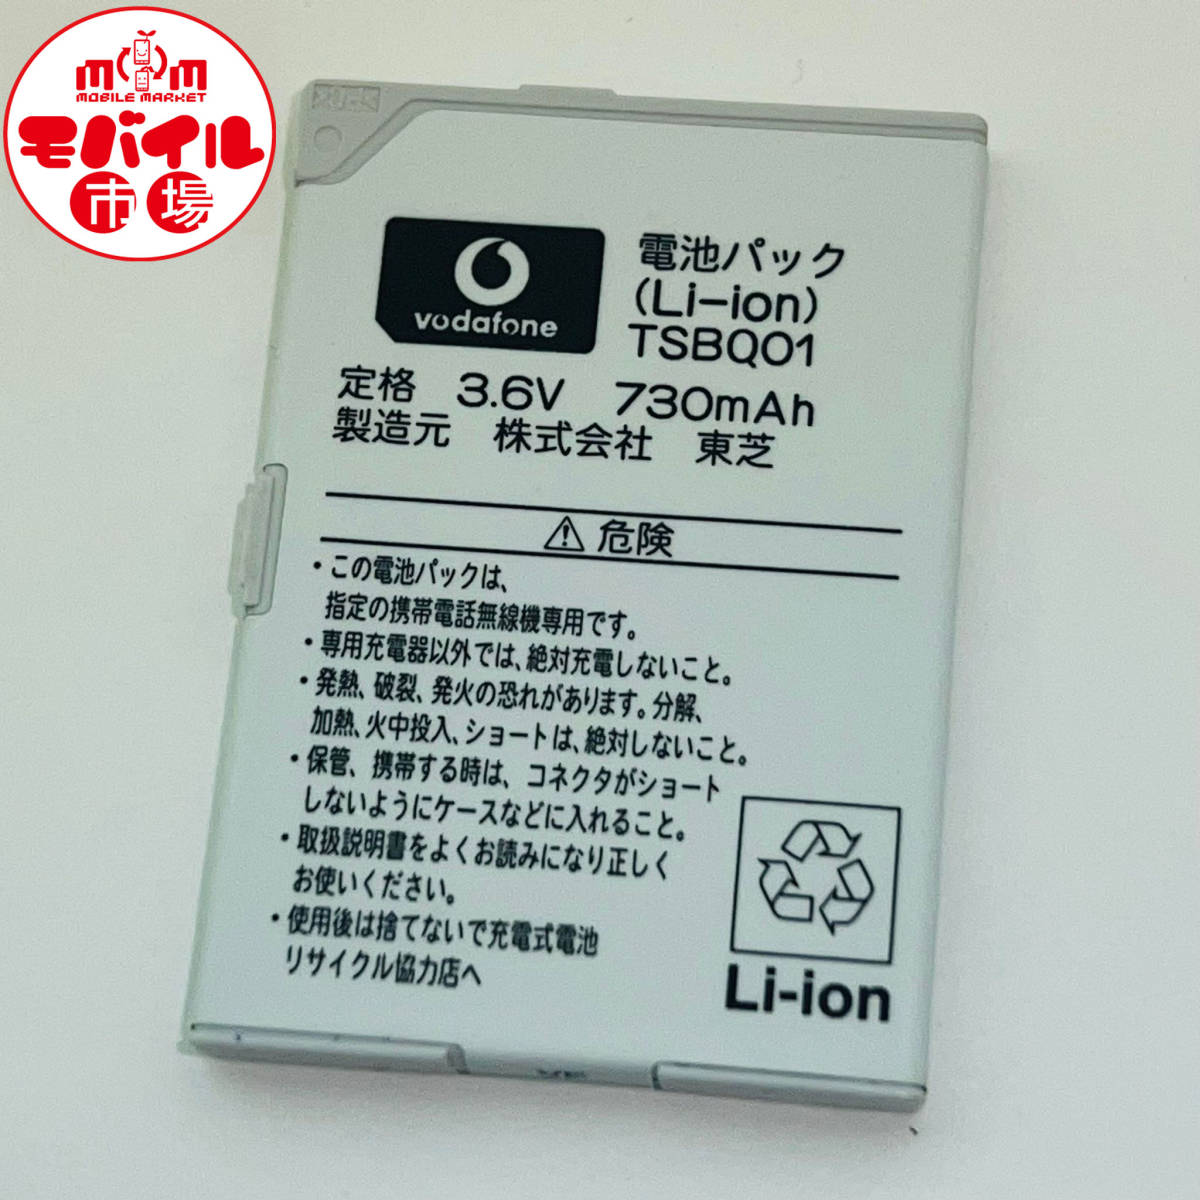 MOBILE MARKET
モバイル
市場
vodafone
電池パック
(Li-ion)
TSBQ01
定格 3.6V 730mAh
製造元 株式会社 東芝
⚠ 危険
・この電池パックは、
指定の携帯電話無線機専用です。
・専用充電器以外では、絶対充電しないこと。
・発熱、破裂、発火の恐れがあります。分解、
加熱、火中投入、ショートは、絶対しないこと。
・保管、携帯する時は、コネクタがショート
しないようにケースなどに入れること。
・取扱説明書をよくお読みになり正しく
お使いください。
・使用後は捨てないで充電式電池
リサイクル協力店へ
Li-ion